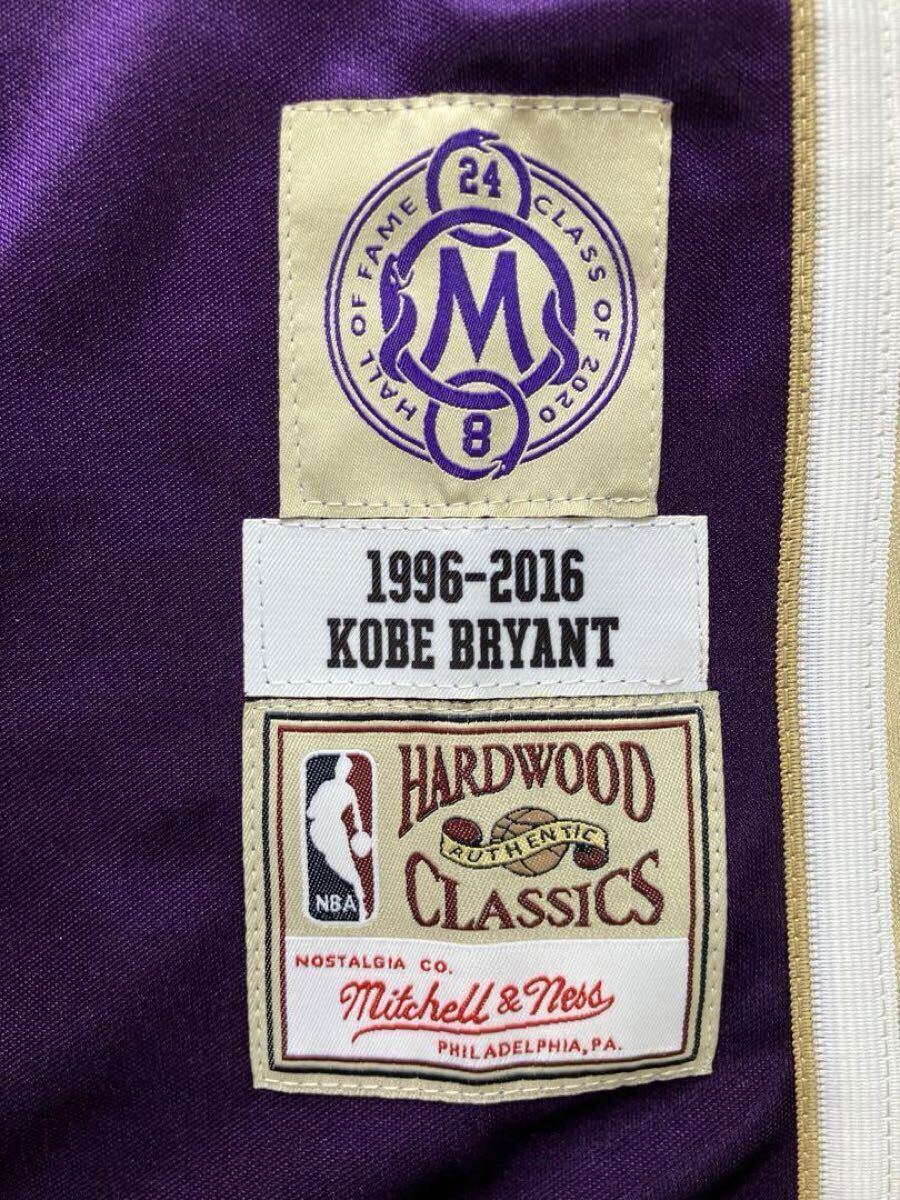 24
HALL OF FAME CLASS OF 2020
M
8
1996-2016
KOBE BRYANT
HARDWOOD
AUTHENTIC
CLASSICS
NBA
NOSTALGIA CO.
Mitchell & Ness
PHILADELPHIA, PA.